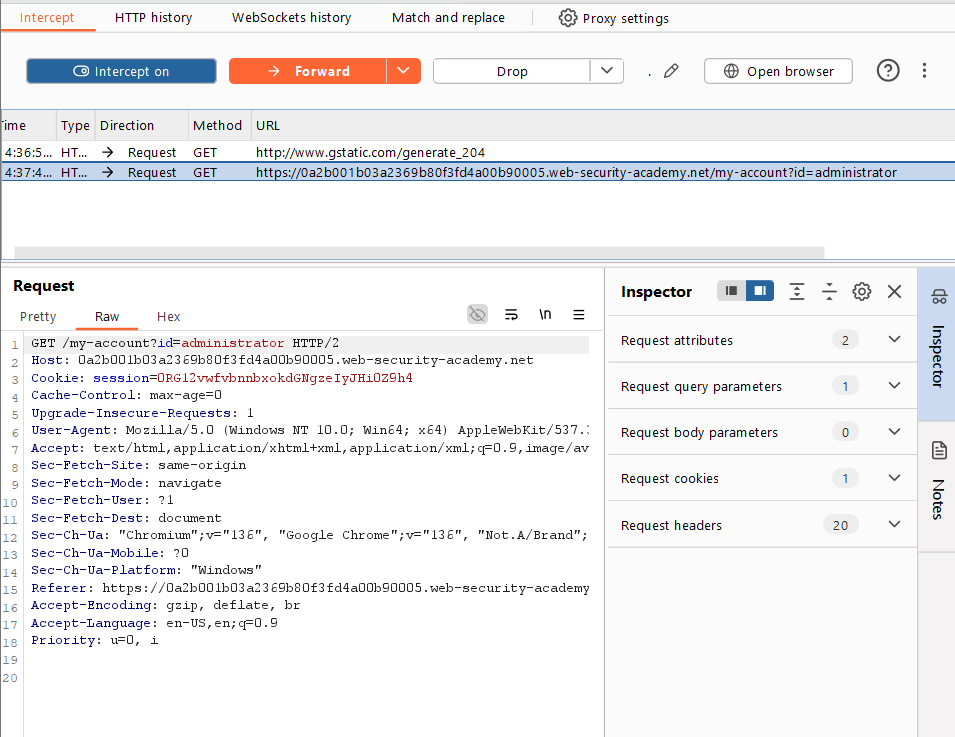 Intercept HTTP history WebSockets history Match and replace Proxy settings
Intercept on Forward Drop . Open browser ?
Time Type Direction Method URL
4:36:5... HT... → Request GET http://www.gstatic.com/generate_204
4:37:4... HT... → Request GET https://0a2b001b03a2369b80f3fd4a00b90005.web-security-academy.net/my-account?id=administrator
Request
Pretty Raw Hex
\n
1 GET /my-account?id=administrator HTTP/2
2 Host: 0a2b001b03a2369b80f3fd4a00b90005.web-security-academy.net
3 Cookie: session=0RG12vwfvbnnbxokdGNgzeIyJHi0Z9h4
4 Cache-Control: max-age=0
5 Upgrade-Insecure-Requests: 1
6 User-Agent: Mozilla/5.0 (Windows NT 10.0; Win64; x64) AppleWebKit/537.3
7 Accept: text/html,application/xhtml+xml,application/xml;q=0.9,image/av
8 Sec-Fetch-Site: same-origin
9 Sec-Fetch-Mode: navigate
10 Sec-Fetch-User: ?1
11 Sec-Fetch-Dest: document
12 Sec-Ch-Ua: "Chromium";v="136", "Google Chrome";v="136", "Not.A/Brand";
13 Sec-Ch-Ua-Mobile: ?0
14 Sec-Ch-Ua-Platform: "Windows"
15 Referer: https://0a2b001b03a2369b80f3fd4a00b90005.web-security-academy
16 Accept-Encoding: gzip, deflate, br
17 Accept-Language: en-US,en;q=0.9
18 Priority: u=0, i
19
20
Inspector
Request attributes 2
Request query parameters 1
Request body parameters 0
Request cookies 1
Request headers 20
Inspector
Notes